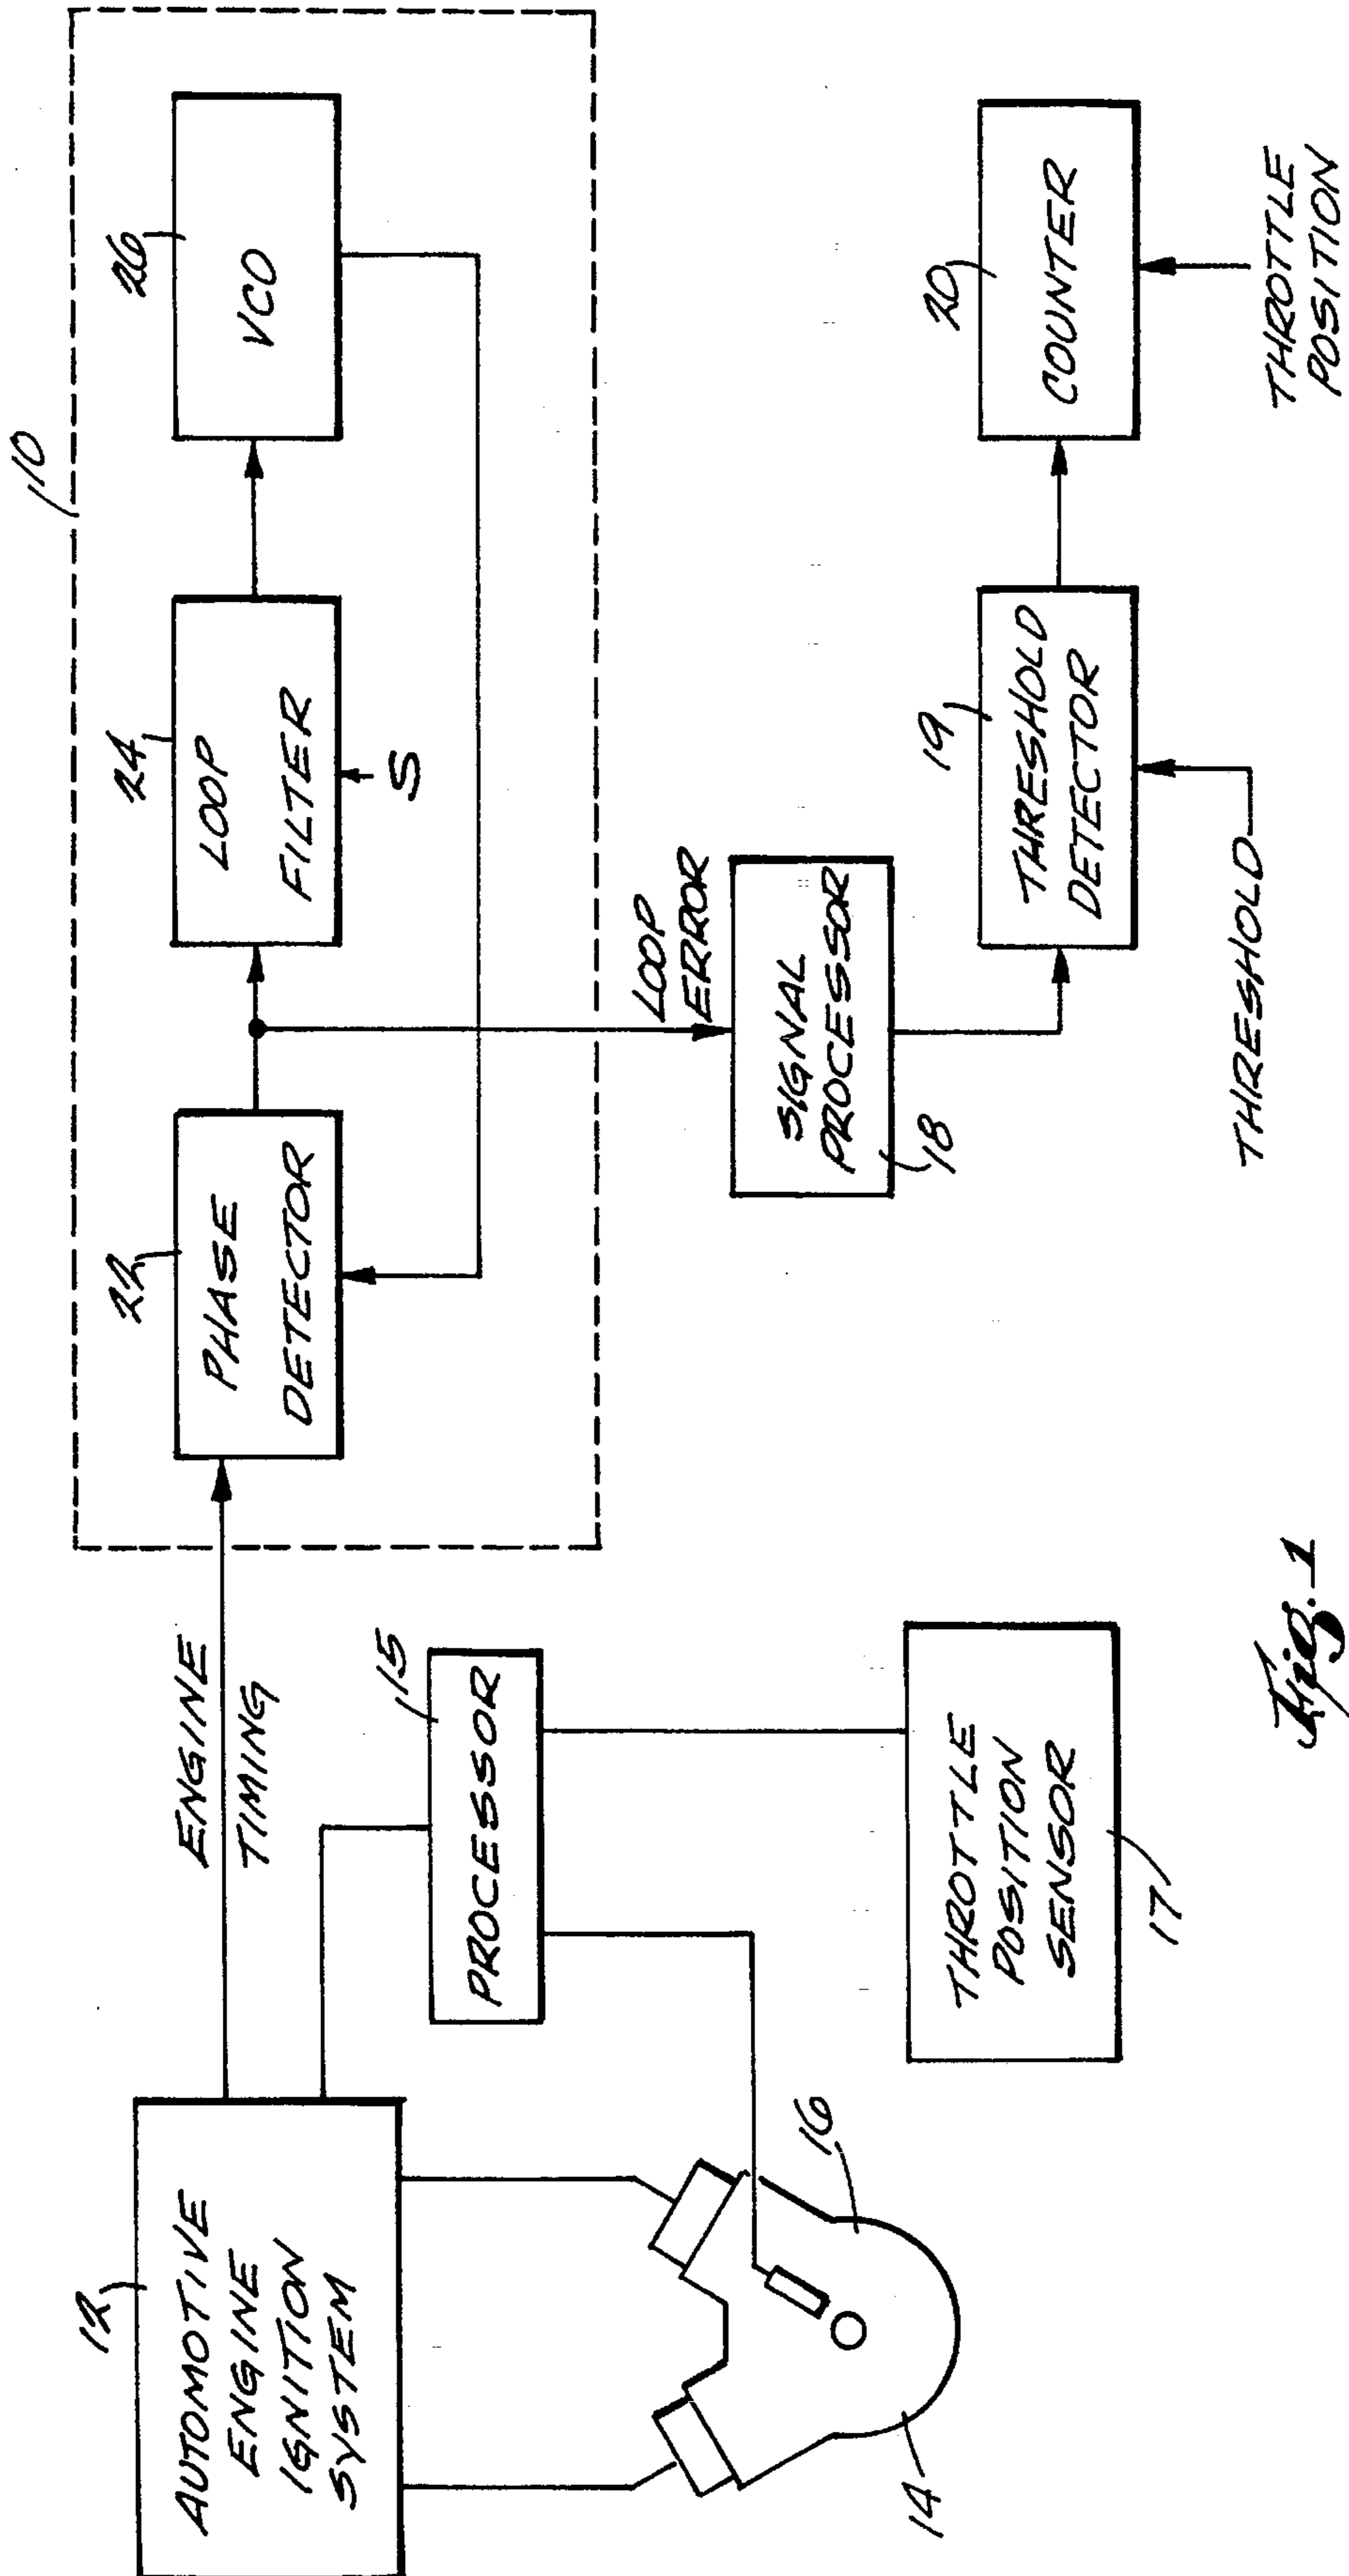 10
22
PHASE
DETECTOR
24
LOOP
FILTER
S
26
VCO
ENGINE
TIMING
12
AUTOMOTIVE
ENGINE
IGNITION
SYSTEM
15
PROCESSOR
LOOP
ERROR
SIGNAL
PROCESSOR
18
19
THRESHOLD
DETECTOR
THRESHOLD
20
COUNTER
THROTTLE
POSITION
16
14
THROTTLE
POSITION
SENSOR
17
Fig. 1